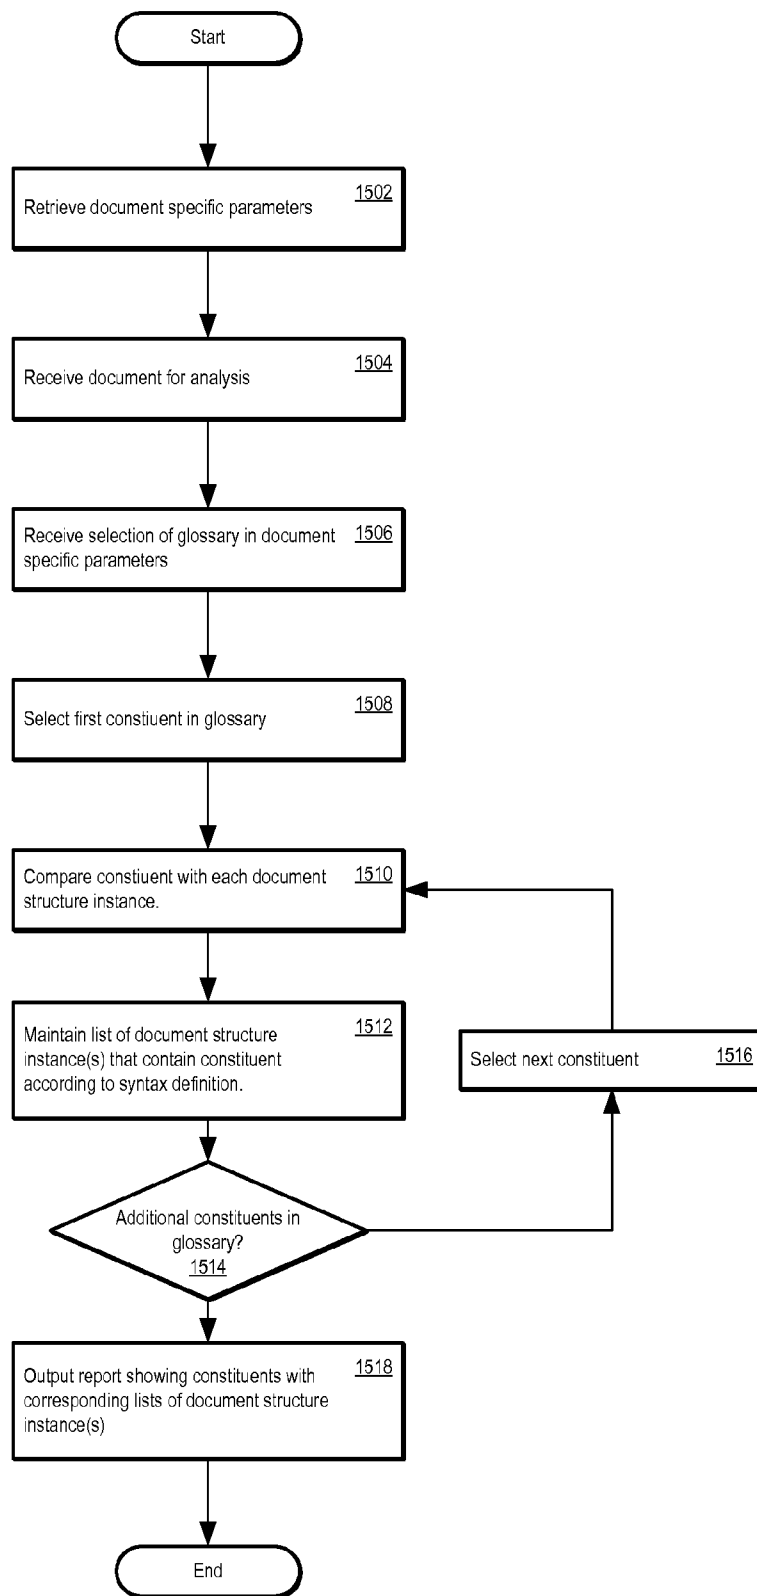 Start
1502
Retrieve document specific parameters
1504
Receive document for analysis
Receive selection of glossary in document
1506
specific parameters
1508
Select first constiuent in glossary
Compare constiuent with each document
1510
structure instance.
Maintain list of document structure
1512
instance(s) that contain constituent
according to syntax definition.
Select next constituent
1516
Additional constituents in
glossary?
1514
Output report showing constituents with
1518
corresponding lists of document structure
instance(s)
End